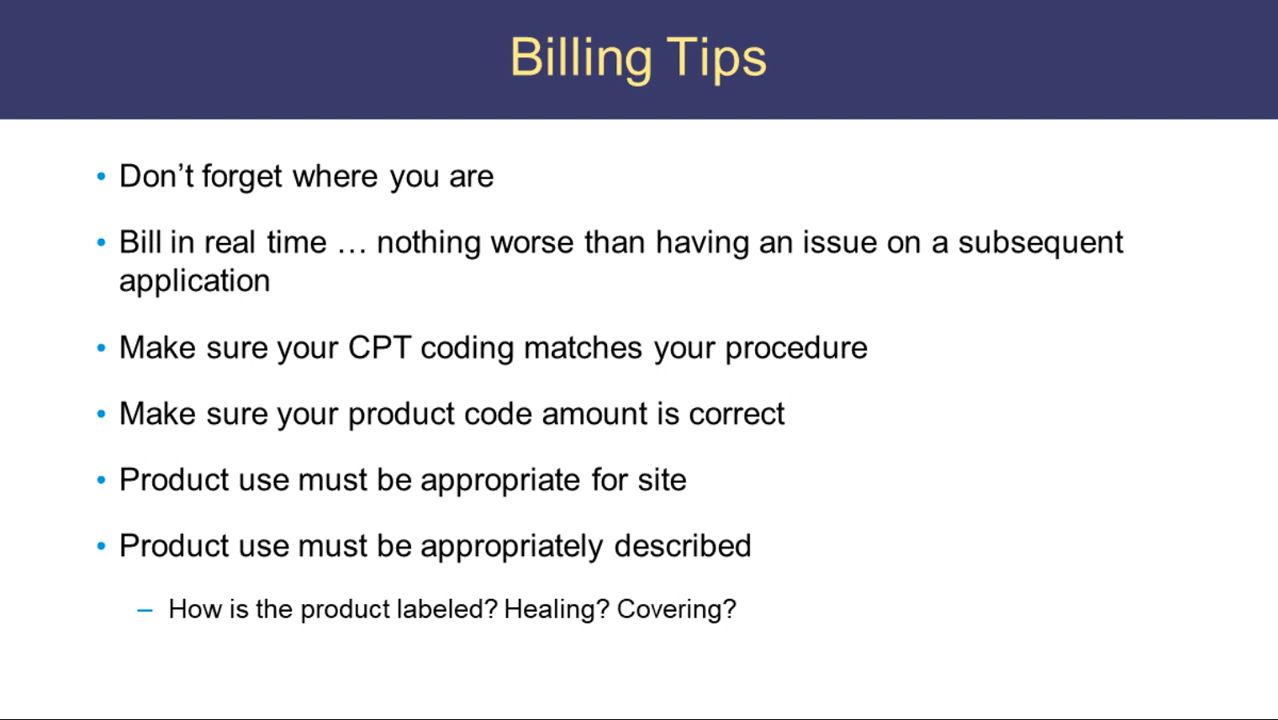 Billing Tips
• Don’t forget where you are
• Bill in real time … nothing worse than having an issue on a subsequent
application
• Make sure your CPT coding matches your procedure
• Make sure your product code amount is correct
• Product use must be appropriate for site
• Product use must be appropriately described
– How is the product labeled? Healing? Covering?